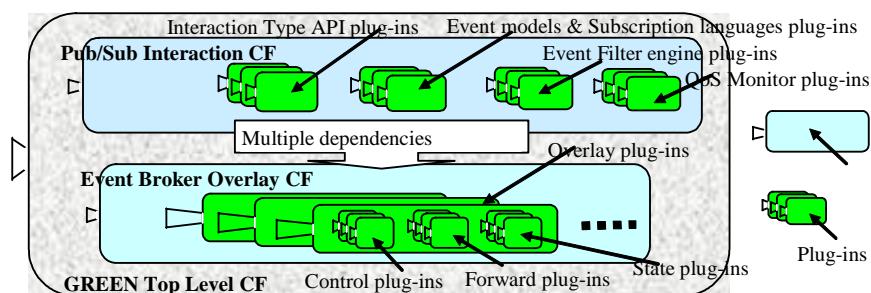 Interaction Type API plug-ins
Event models & Subscription languages plug-ins
Pub/Sub Interaction CF
Event Filter engine plug-ins
QoS Monitor plug-ins
Multiple dependencies
Overlay plug-ins
Event Broker Overlay CF
Control plug-ins
Forward plug-ins
State plug-ins
Plug-ins
GREEN Top Level CF